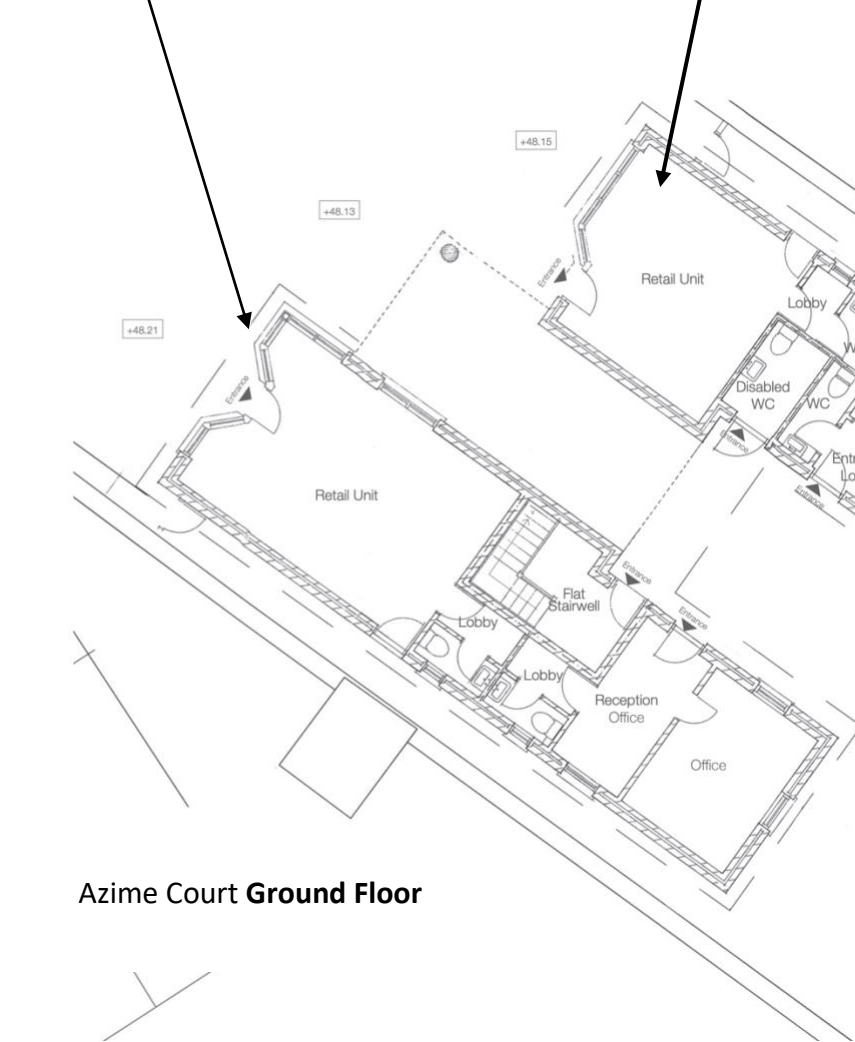 +48.15
+48.13
Entrance
Retail Unit
Lobby
+48.21
Entrance
Disabled
WC
WC
Entrance
Retail Unit
Entrance
Entrance
Flat
Stairwell
Entrance
Lobby
Lobby
Reception
Office
Office
Azime Court Ground Floor